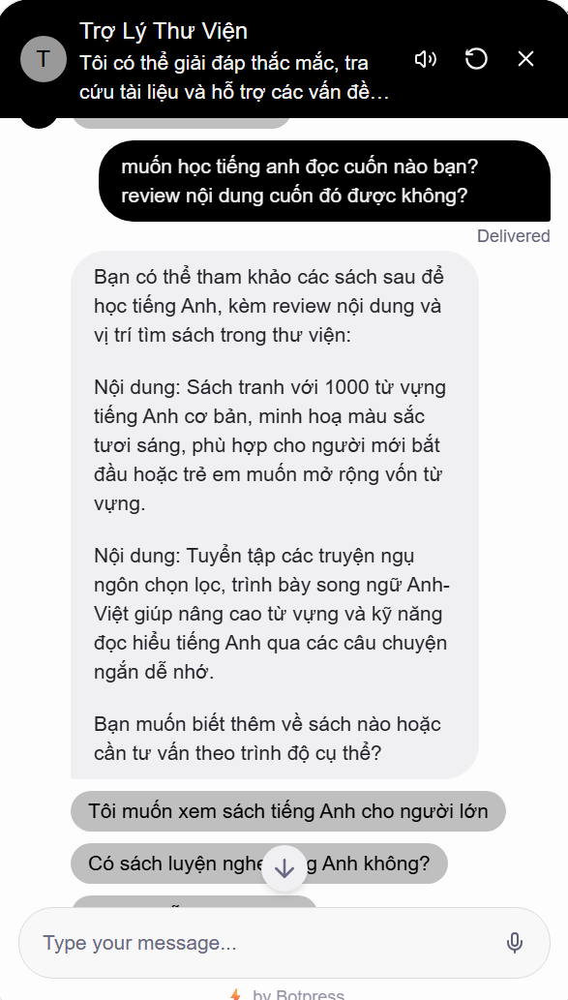 T
Trợ Lý Thư Viện
Tôi có thể giải đáp thắc mắc, tra
cứu tài liệu và hỗ trợ các vấn đề...
muốn học tiếng anh đọc cuốn nào bạn?
review nội dung cuốn đó được không?
Delivered
Bạn có thể tham khảo các sách sau để
học tiếng Anh, kèm review nội dung và
vị trí tìm sách trong thư viện:
Nội dung: Sách tranh với 1000 từ vựng
tiếng Anh cơ bản, minh hoạ màu sắc
tươi sáng, phù hợp cho người mới bắt
đầu hoặc trẻ em muốn mở rộng vốn từ
vựng.
Nội dung: Tuyển tập các truyện ngụ
ngôn chọn lọc, trình bày song ngữ Anh-
Việt giúp nâng cao từ vựng và kỹ năng
đọc hiểu tiếng Anh qua các câu chuyện
ngắn dễ nhớ.
Bạn muốn biết thêm về sách nào hoặc
cần tư vấn theo trình độ cụ thể?
Tôi muốn xem sách tiếng Anh cho người lớn
Có sách luyện nghe Anh không?
Type your message...
by Botpress